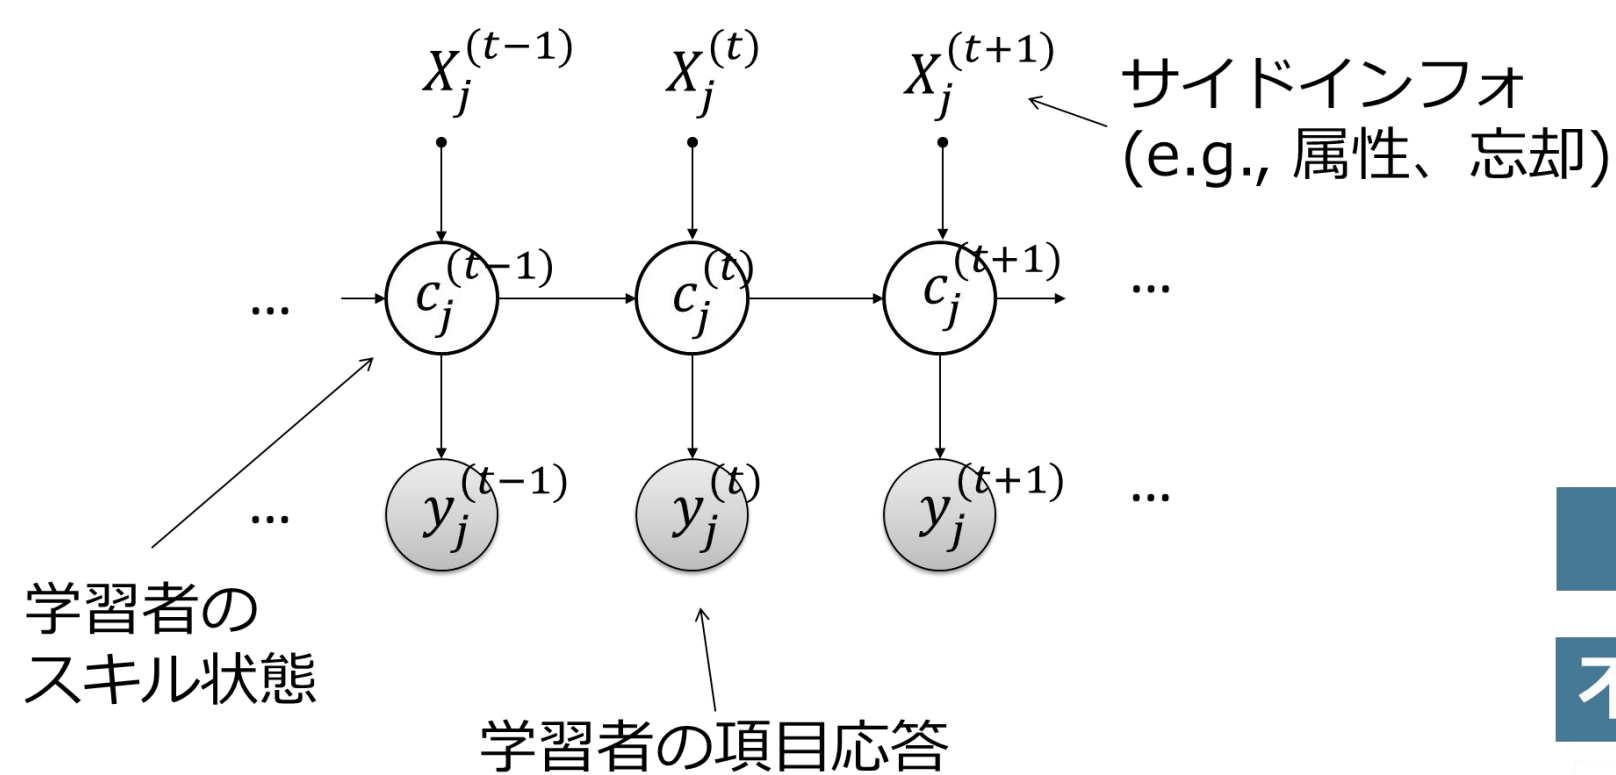 X_j^{(t−1)} X_j^{(t)} X_j^{(t+1)}
サイドインフォ
(e.g., 属性、忘却)
... c_j^{(t−1)} c_j^{(t)} c_j^{(t+1)} ...
... y_j^{(t−1)} y_j^{(t)} y_j^{(t+1)} ...
学習者の
スキル状態
学習者の項目応答